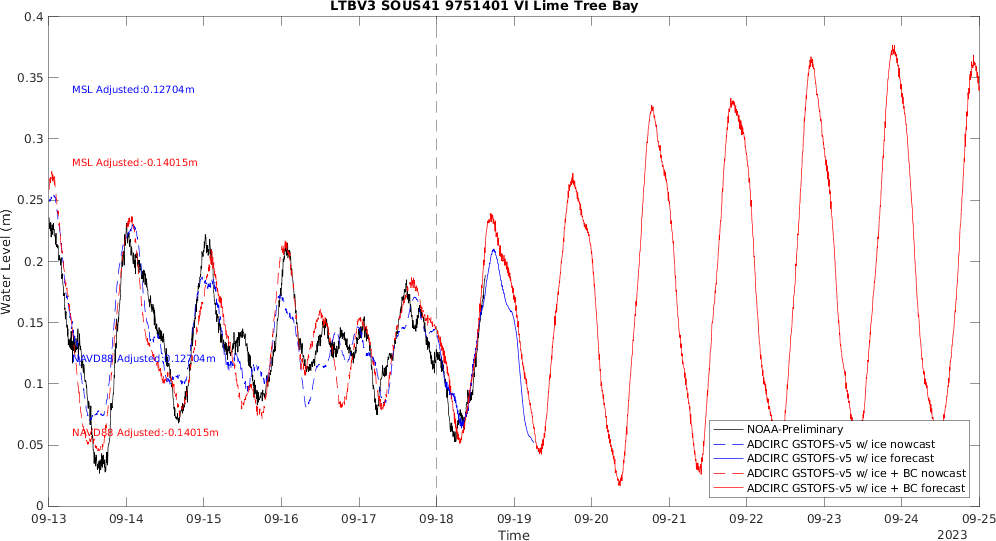 LTBV3 SOUS41 9751401 VI Lime Tree Bay
0.4
0.35
0.3
0.25
0.2
0.15
0.1
0.05
0
Water Level (m)
MSL Adjusted:0.12704m
MSL Adjusted:-0.14015m
NAVD88 Adjusted:0.12704m
NAVD88 Adjusted:-0.14015m
NOAA-Preliminary
ADCIRC GSTOFS-v5 w/ ice nowcast
ADCIRC GSTOFS-v5 w/ ice forecast
ADCIRC GSTOFS-v5 w/ ice + BC nowcast
ADCIRC GSTOFS-v5 w/ ice + BC forecast
09-13 09-14 09-15 09-16 09-17 09-18 09-19 09-20 09-21 09-22 09-23 09-24 09-25
Time
2023